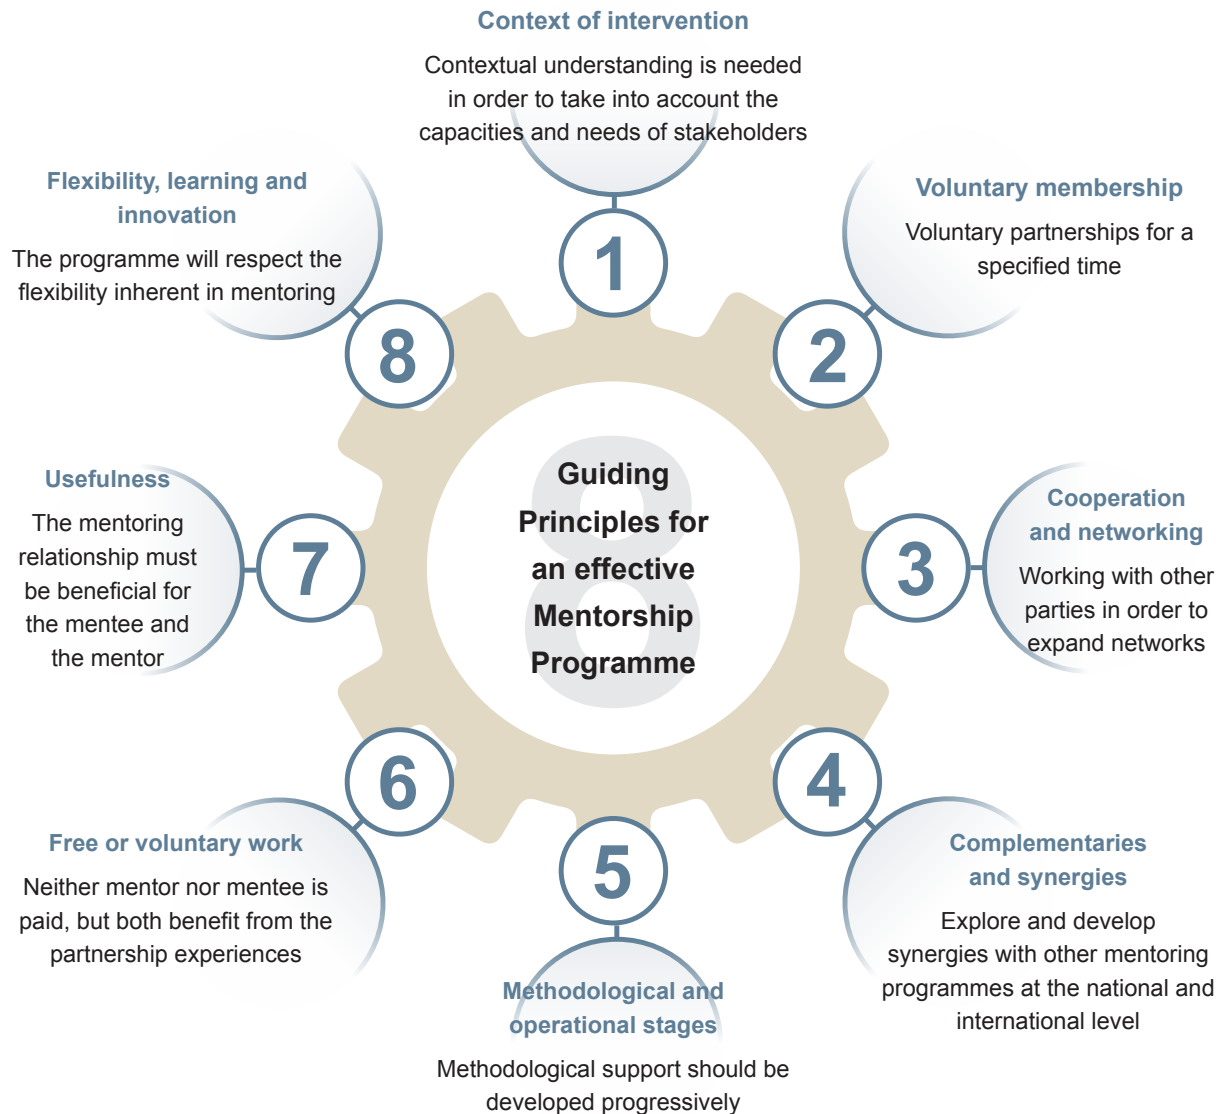 Context of intervention
Contextual understanding is needed
in order to take into account the
capacities and needs of stakeholders
1
Voluntary membership
Voluntary partnerships for a
specified time
2
Cooperation
and networking
Working with other
parties in order to
expand networks
3
Complementaries
and synergies
Explore and develop
synergies with other mentoring
programmes at the national and
international level
4
Methodological and
operational stages
Methodological support should be
developed progressively
5
Free or voluntary work
Neither mentor nor mentee is
paid, but both benefit from the
partnership experiences
6
Usefulness
The mentoring
relationship must
be beneficial for
the mentee and
the mentor
7
Flexibility, learning and
innovation
The programme will respect the
flexibility inherent in mentoring
8
8
Guiding
Principles for
an effective
Mentorship
Programme